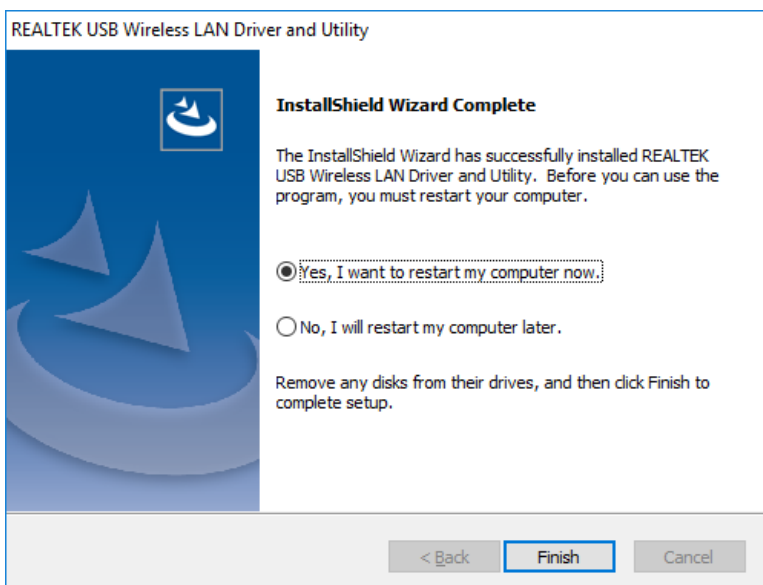 REALTEK USB Wireless LAN Driver and Utility
InstallShield Wizard Complete
The InstallShield Wizard has successfully installed REALTEK
USB Wireless LAN Driver and Utility.  Before you can use the
program, you must restart your computer.
Yes, I want to restart my computer now.
No, I will restart my computer later.
Remove any disks from their drives, and then click Finish to
complete setup.
< Back
Finish
Cancel